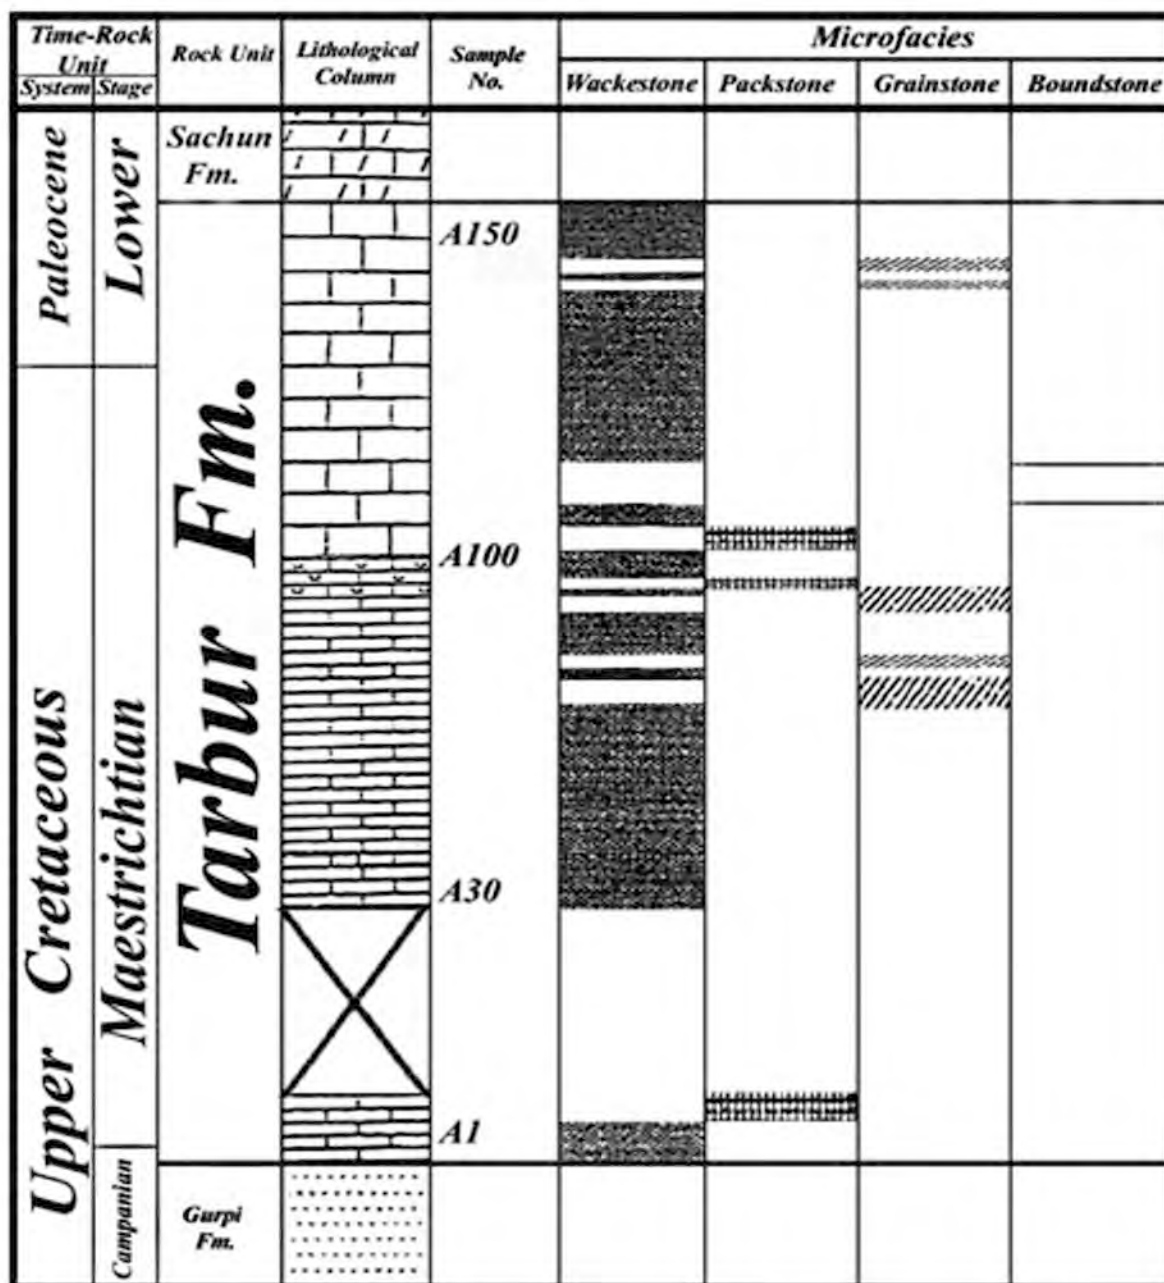 Time-Rock
Unit
System
Stage
Rock Unit
Lithological
Column
Sample
No.
Microfacies
Wackestone
Packstone
Grainstone
Boundstone
Paleocene
Lower
Sachun
Fm.
A150
Tarbur Fm.
A100
Upper Cretaceous
Maestrichtian
A30
A1
Campanian
Gurpi
Fm.